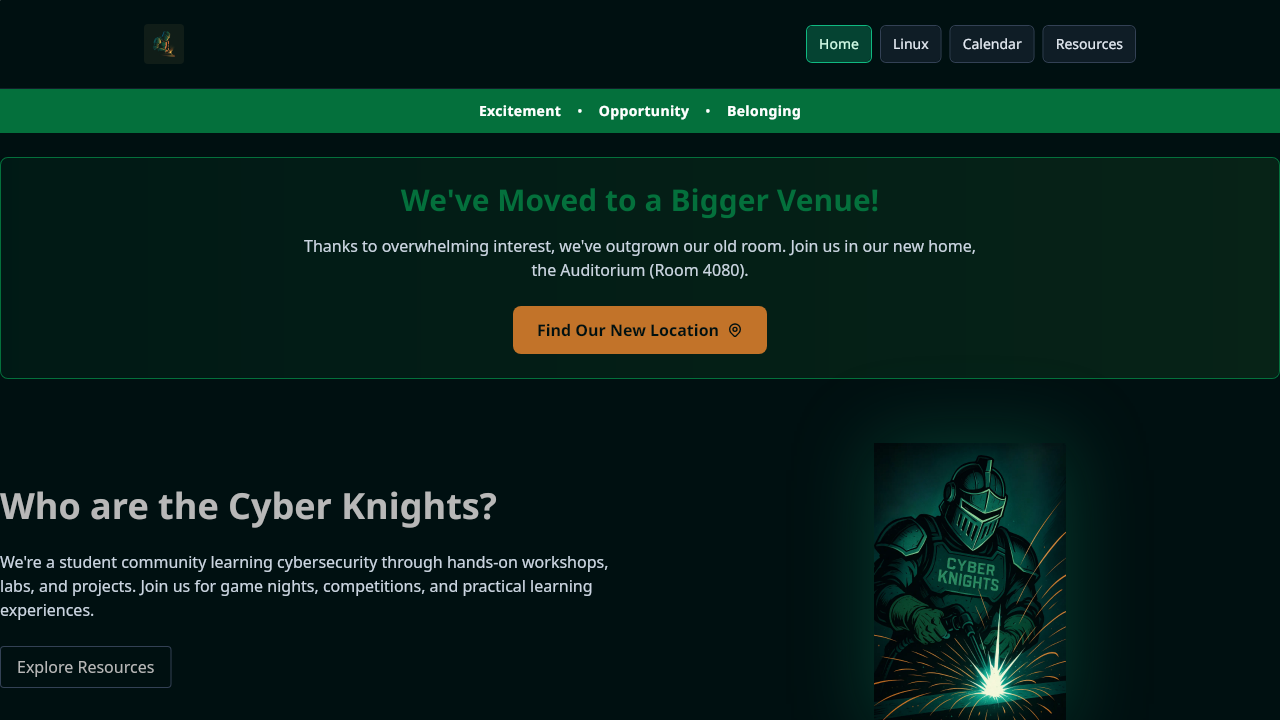 Home Linux Calendar Resources
Excitement • Opportunity • Belonging
We've Moved to a Bigger Venue!
Thanks to overwhelming interest, we've outgrown our old room. Join us in our new home,
the Auditorium (Room 4080).
Find Our New Location
Who are the Cyber Knights?
We're a student community learning cybersecurity through hands-on workshops,
labs, and projects. Join us for game nights, competitions, and practical learning
experiences.
Explore Resources
CYBER
KNIGHTS